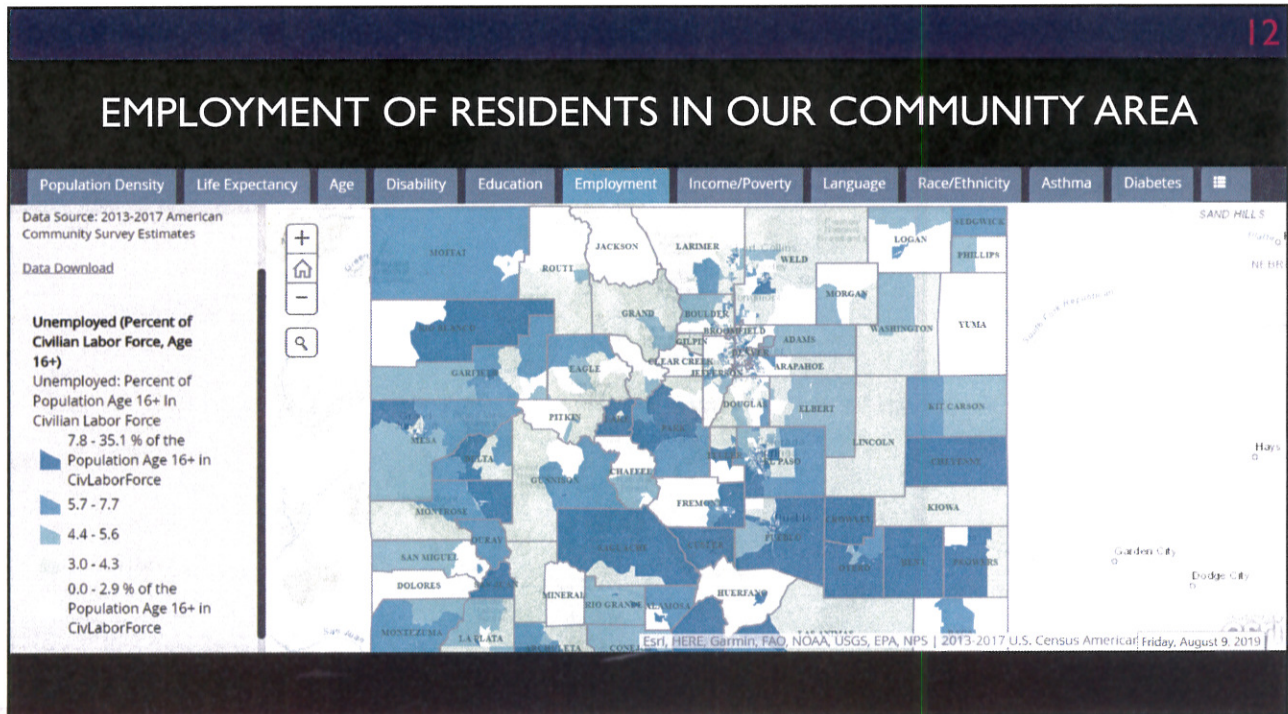 12
EMPLOYMENT OF RESIDENTS IN OUR COMMUNITY AREA
Population Density
Life Expectancy
Age
Disability
Education
Employment
Income/Poverty
Language
Race/Ethnicity
Asthma
Diabetes
Data Source: 2013-2017 American
Community Survey Estimates
Data Download
Unemployed (Percent of
Civilian Labor Force, Age
16+)
Unemployed: Percent of
Population Age 16+ In
Civilian Labor Force
7.8 - 35.1 % of the
Population Age 16+ in
CivLaborForce
5.7 - 7.7
4.4 - 5.6
3.0 - 4.3
0.0 - 2.9 % of the
Population Age 16+ in
CivLaborForce
+
−
SAND HILLS
SEDGWICK
JACKSON
LARIMER
LOGAN
MOFFAT
WELD
PHILLIPS
ROUTT
MORGAN
GRAND
BOULDER
WASHINGTON
YUMA
RIO BLANCO
BROOMFIELD
GILPIN
ADAMS
DENVER
CLEAR CREEK
ARAPAHOE
JEFFERSON
GARFIELD
EAGLE
DOUGLAS
ELBERT
KIT CARSON
PITKIN
LAKE
PARK
LINCOLN
MESA
DELTA
TELLER
EL PASO
CHEYENNE
Hays
CHAFFEE
GUNNISON
FREMONT
KIOWA
MONTROSE
CROWLEY
PUEBLO
OURAY
SAGUACHE
CUSTER
SAN MIGUEL
OTERO
BENT
PROWERS
Garden City
DOLORES
SAN JUAN
HUERFANO
Dodge City
MINERAL
RIO GRANDE
ALAMOSA
MONTEZUMA
LA PLATA
Esri, HERE, Garmin, FAO, NOAA, USGS, EPA, NPS | 2013-2017 U.S. Census American
Friday, August 9, 2019